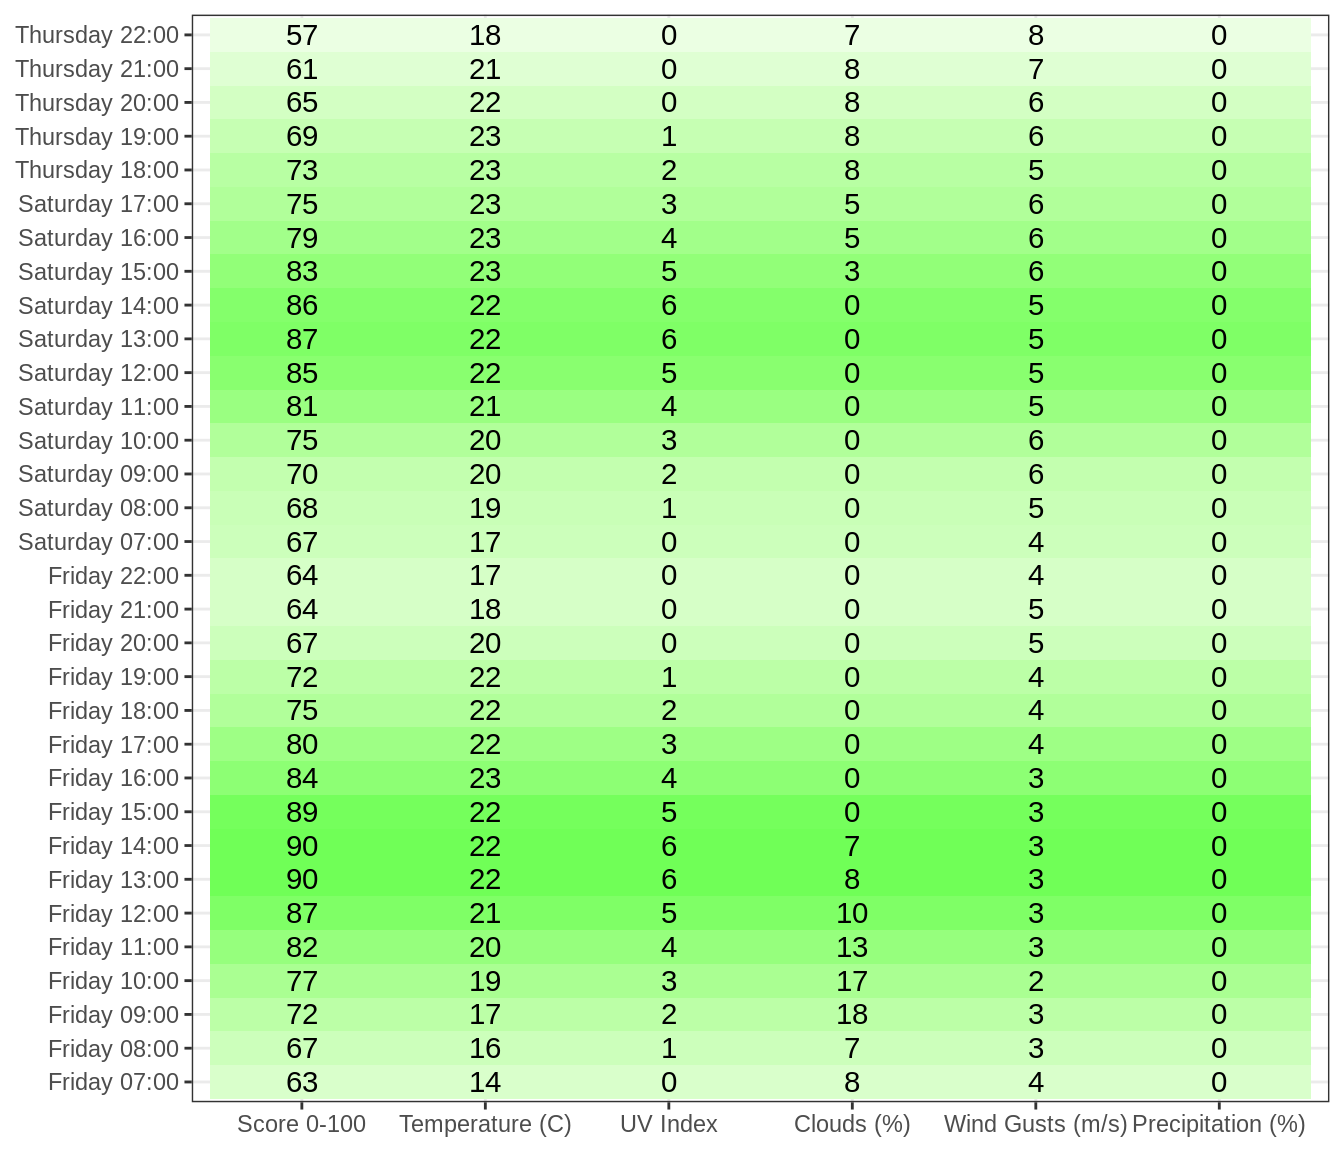 Thursday 22:00 57 18 0 7 8 0
Thursday 21:00 61 21 0 8 7 0
Thursday 20:00 65 22 0 8 6 0
Thursday 19:00 69 23 1 8 6 0
Thursday 18:00 73 23 2 8 5 0
Saturday 17:00 75 23 3 5 6 0
Saturday 16:00 79 23 4 5 6 0
Saturday 15:00 83 23 5 3 6 0
Saturday 14:00 86 22 6 0 5 0
Saturday 13:00 87 22 6 0 5 0
Saturday 12:00 85 22 5 0 5 0
Saturday 11:00 81 21 4 0 5 0
Saturday 10:00 75 20 3 0 6 0
Saturday 09:00 70 20 2 0 6 0
Saturday 08:00 68 19 1 0 5 0
Saturday 07:00 67 17 0 0 4 0
Friday 22:00 64 17 0 0 4 0
Friday 21:00 64 18 0 0 5 0
Friday 20:00 67 20 0 0 5 0
Friday 19:00 72 22 1 0 4 0
Friday 18:00 75 22 2 0 4 0
Friday 17:00 80 22 3 0 4 0
Friday 16:00 84 23 4 0 3 0
Friday 15:00 89 22 5 0 3 0
Friday 14:00 90 22 6 7 3 0
Friday 13:00 90 22 6 8 3 0
Friday 12:00 87 21 5 10 3 0
Friday 11:00 82 20 4 13 3 0
Friday 10:00 77 19 3 17 2 0
Friday 09:00 72 17 2 18 3 0
Friday 08:00 67 16 1 7 3 0
Friday 07:00 63 14 0 8 4 0
Score 0-100 Temperature (C) UV Index Clouds (%) Wind Gusts (m/s) Precipitation (%)